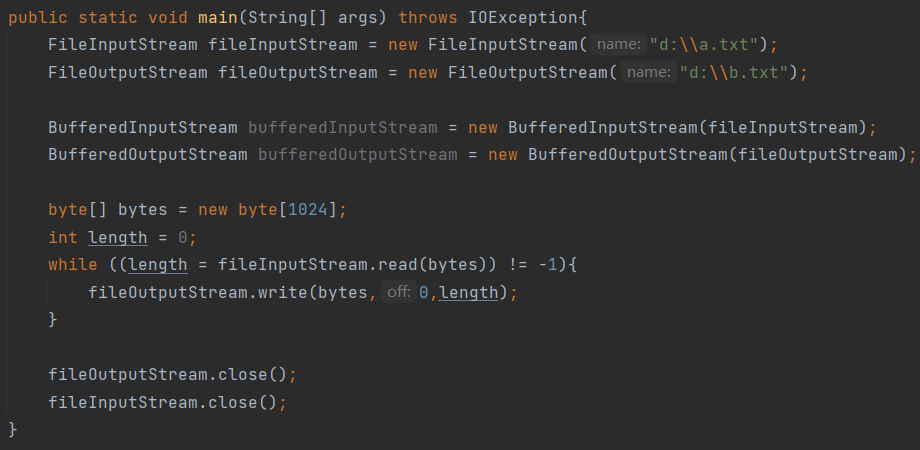 public static void main(String[] args) throws IOException{
FileInputStream fileInputStream = new FileInputStream( name: "d:\\a.txt");
FileOutputStream fileOutputStream = new FileOutputStream( name: "d:\\b.txt");
BufferedInputStream bufferedInputStream = new BufferedInputStream(fileInputStream);
BufferedOutputStream bufferedOutputStream = new BufferedOutputStream(fileOutputStream);
byte[] bytes = new byte[1024];
int length = 0;
while ((length = fileInputStream.read(bytes)) != -1){
fileOutputStream.write(bytes, off: 0,length);
}
fileOutputStream.close();
fileInputStream.close();
}